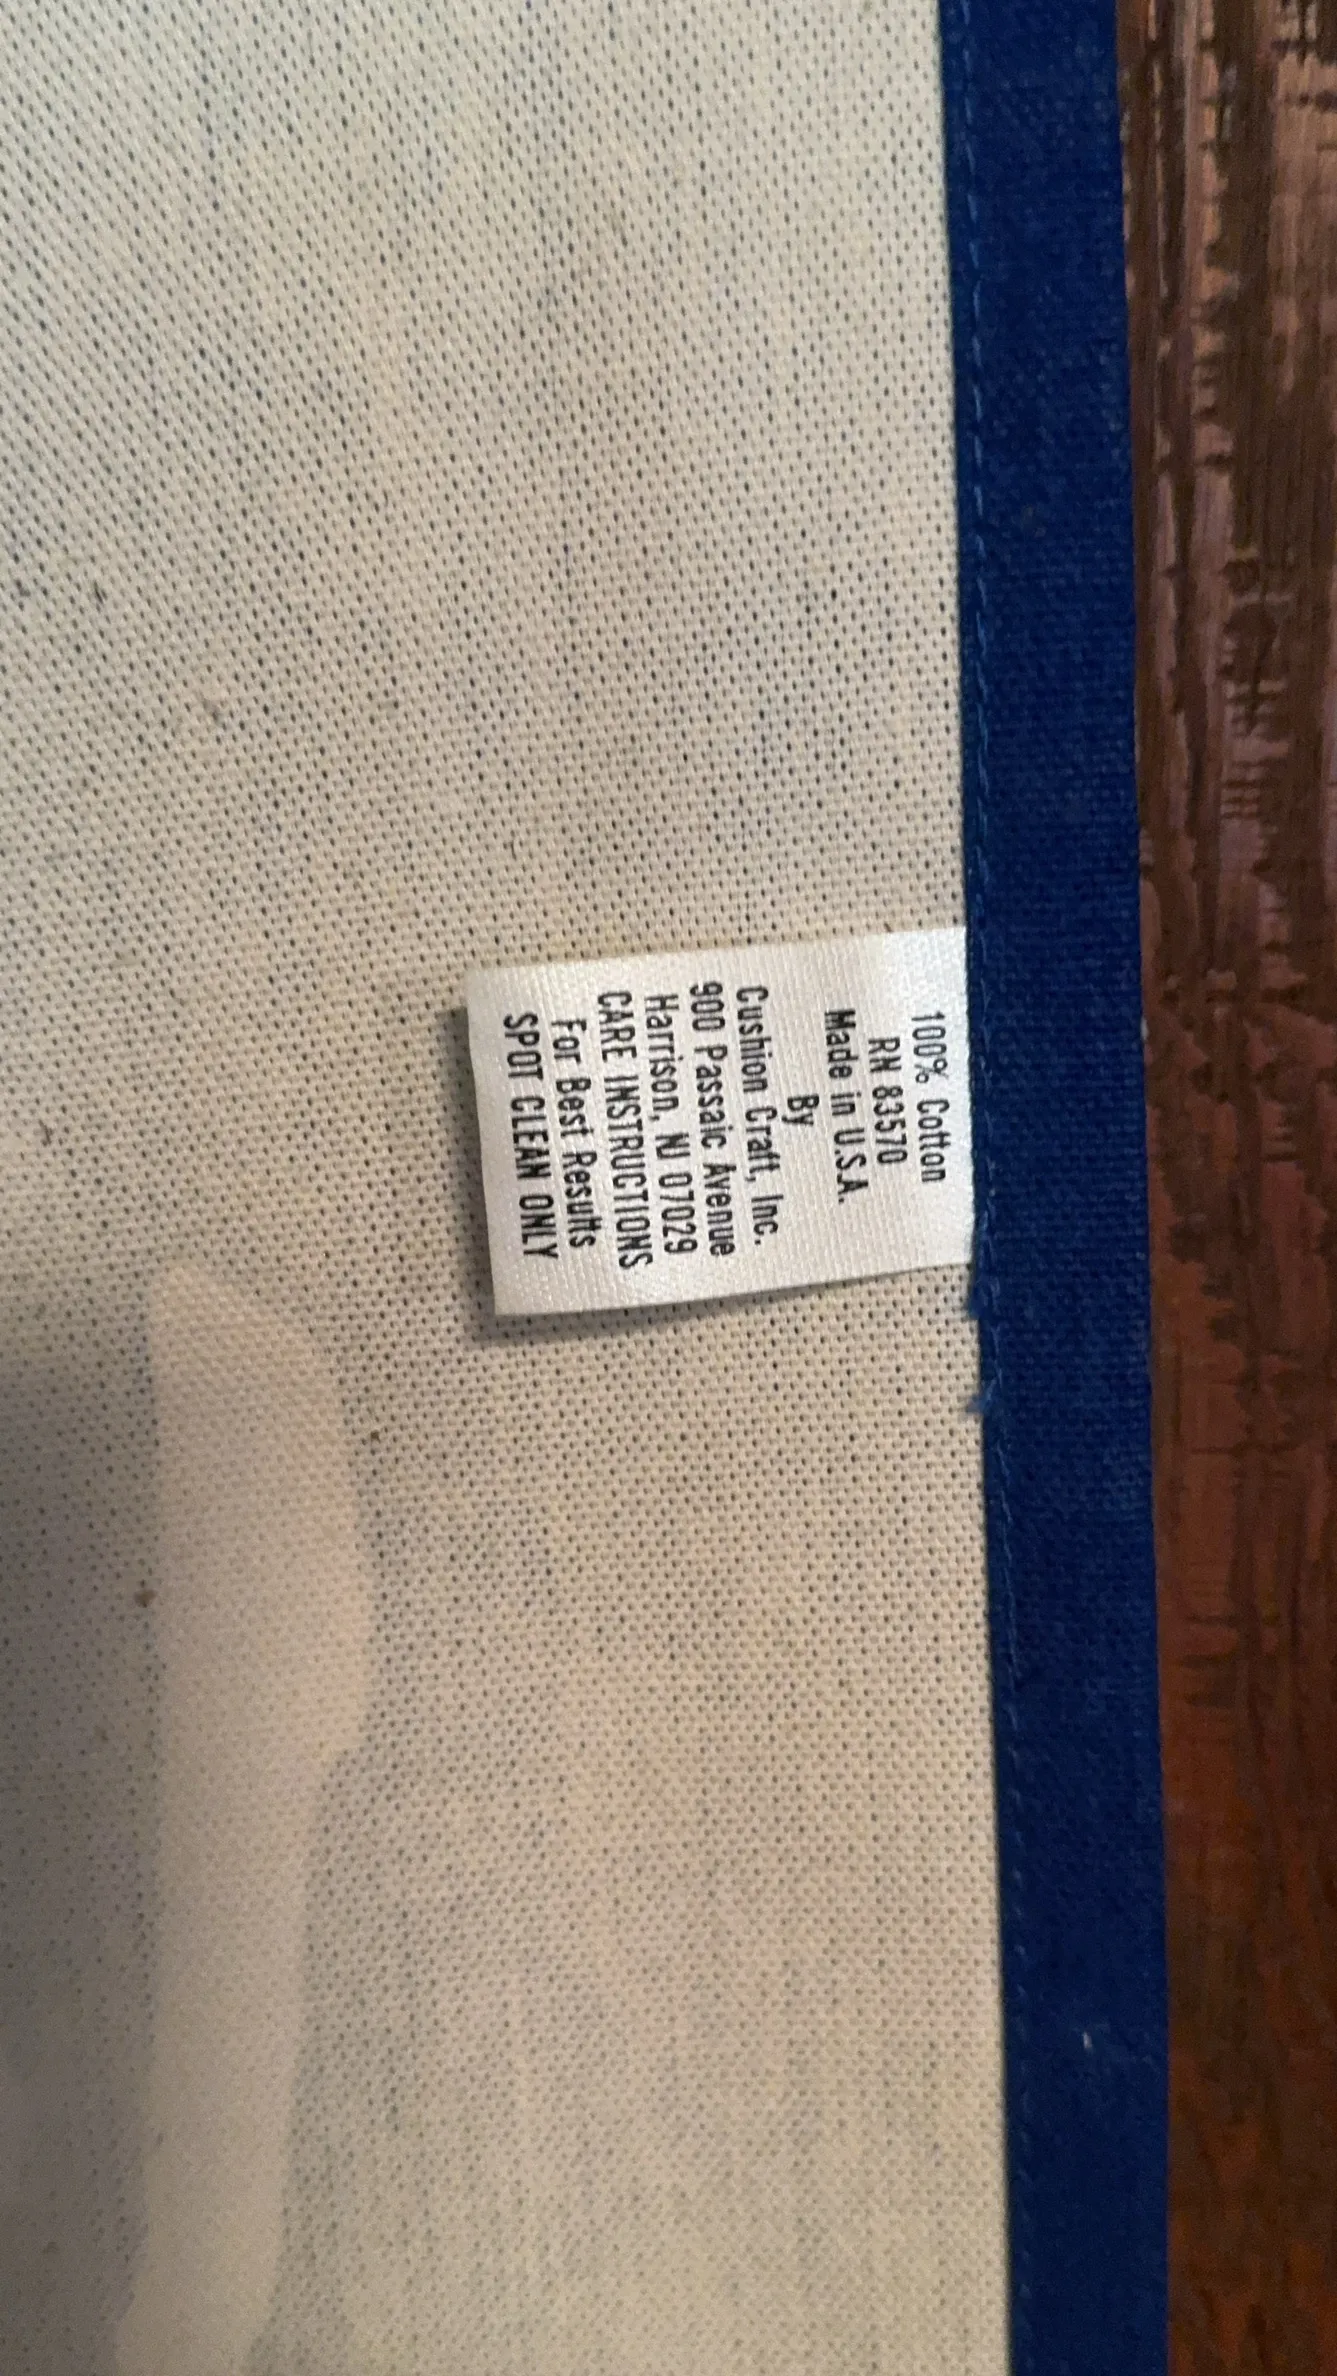 100% Cotton
RN 83570
Made in U.S.A.
By
Cushion Craft, Inc.
900 Passaic Avenue
Harrison, NJ 07029
CARE INSTRUCTIONS
For Best Results
SPOT CLEAN ONLY